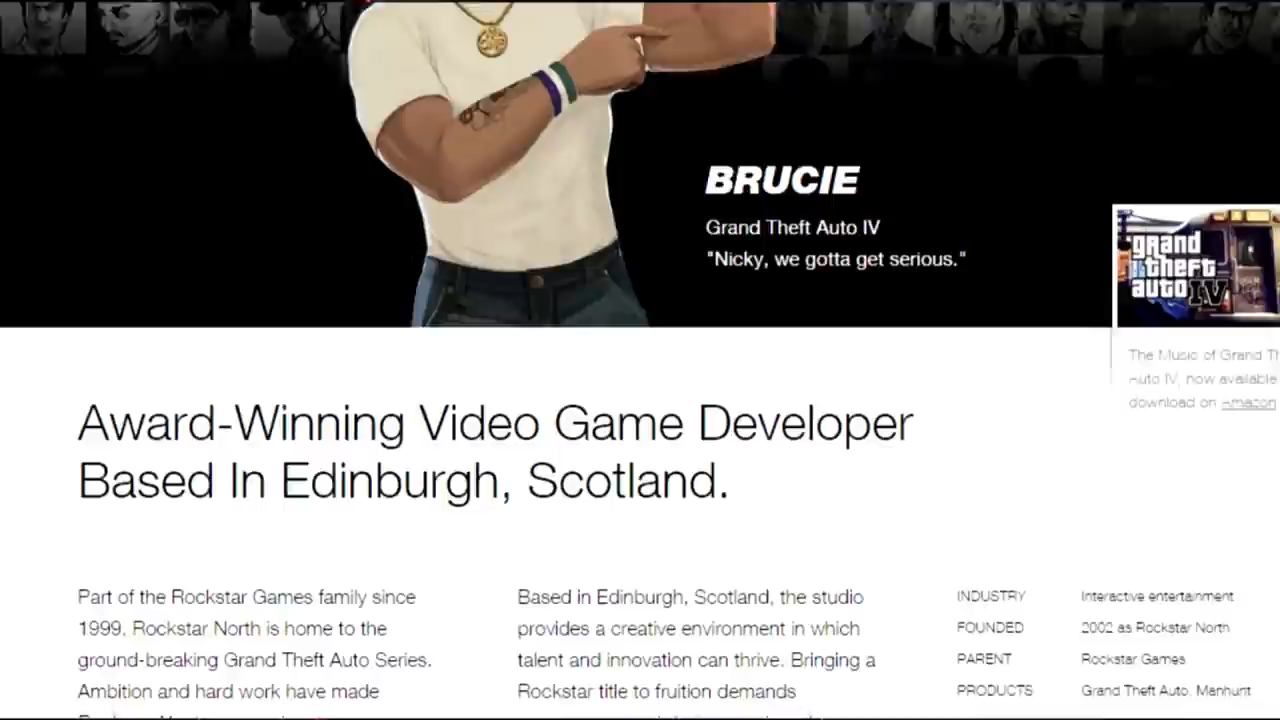 BRUCIE
Grand Theft Auto IV
"Nicky, we gotta get serious."
grand
theft
auto IV
The Music of Grand Th
Auto IV, now available
download on Amazon
Award-Winning Video Game Developer
Based In Edinburgh, Scotland.
Part of the Rockstar Games family since
1999, Rockstar North is home to the
ground-breaking Grand Theft Auto Series.
Ambition and hard work have made
Based in Edinburgh, Scotland, the studio
provides a creative environment in which
talent and innovation can thrive. Bringing a
Rockstar title to fruition demands
INDUSTRY Interactive entertainment
FOUNDED 2002 as Rockstar North
PARENT Rockstar Games
PRODUCTS Grand Theft Auto, Manhunt